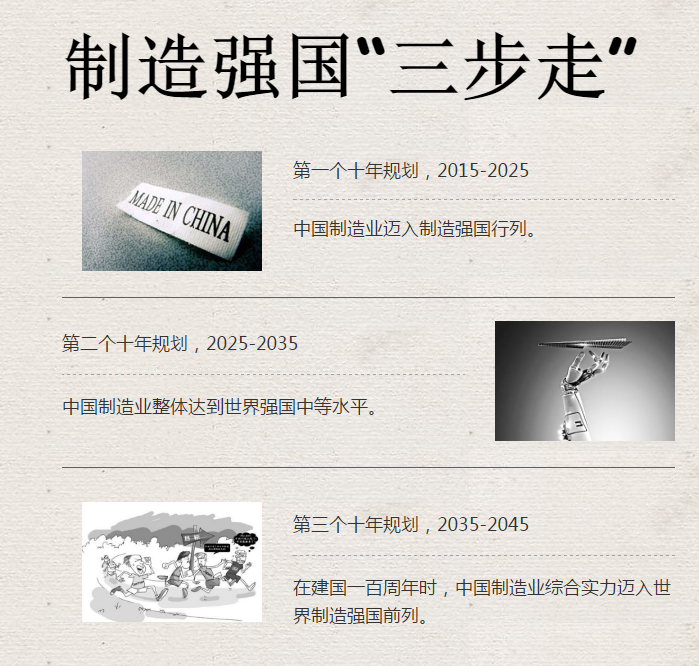 制造强国“三步走”
MADE IN CHINA
第一个十年规划，2015-2025
中国制造业迈入制造强国行列。
第二个十年规划，2025-2035
中国制造业整体达到世界强国中等水平。
第三个十年规划，2035-2045
在建国一百周年时，中国制造业综合实力迈入世
界制造强国前列。